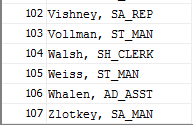 102 Vishney, SA_REP
103 Vollman, ST_MAN
104 Walsh, SH_CLERK
105 Weiss, ST_MAN
106 Whalen, AD_ASST
107 Zlotkey, SA_MAN